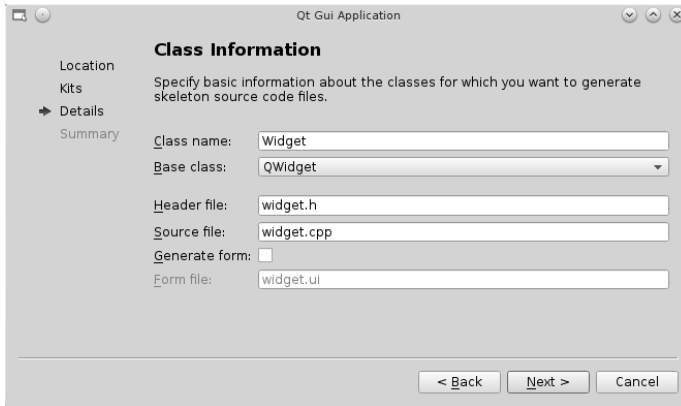 Qt Gui Application
Location
Kits
Details
Summary
Class Information
Specify basic information about the classes for which you want to generate
skeleton source code files.
Class name: Widget
Base class: QWidget
Header file: widget.h
Source file: widget.cpp
Generate form:
Form file: widget.ui
< Back Next > Cancel